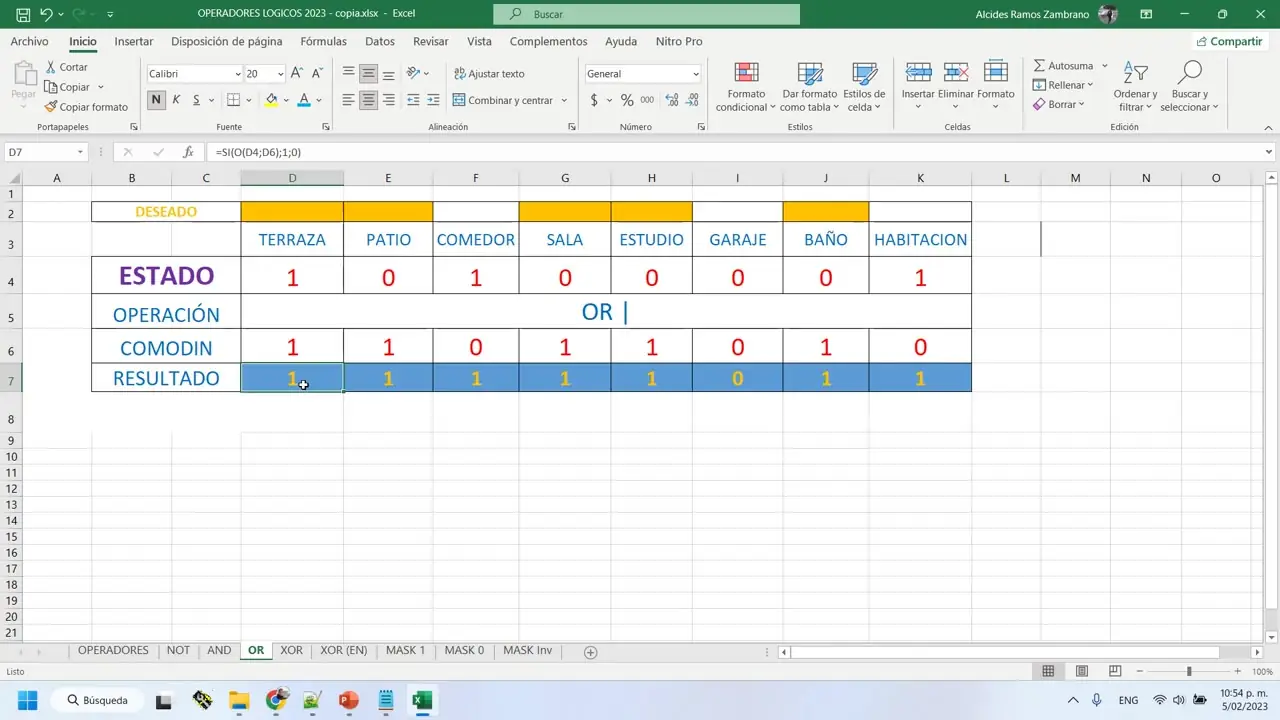 OPERADORES LOGICOS 2023 - copia.xlsx - Excel
Buscar
Alcides Ramos Zambrano
Archivo Inicio Insertar Disposición de página Fórmulas Datos Revisar Vista Complementos Ayuda Nitro Pro
Compartir
Pegar
Cortar
Copiar
Copiar formato
Portapapeles
Calibri 20
N K S
Fuente
Ajustar texto
Combinar y centrar
Alineación
General
$ % 000
Número
Formato condicional
Dar formato como tabla
Estilos de celda
Estilos
Insertar Eliminar Formato
Celdas
Autosuma
Rellenar
Borrar
Ordenar y filtrar
Buscar y seleccionar
Edición
D7 fx =SI(O(D4;D6);1;0)
A B C D E F G H I J K L M N O
1
2 DESEADO
3 TERRAZA PATIO COMEDOR SALA ESTUDIO GARAJE BAÑO HABITACION
4 ESTADO 1 0 1 0 0 0 0 1
5 OPERACIÓN OR |
6 COMODIN 1 1 0 1 1 0 1 0
7 RESULTADO 1 1 1 1 1 0 1 1
8
9
10
11
12
13
14
15
16
17
18
19
20
21
OPERADORES NOT AND OR XOR XOR (EN) MASK 1 MASK 0 MASK Inv
Listo
100%
Búsqueda
ENG
10:54 p. m.
5/02/2023